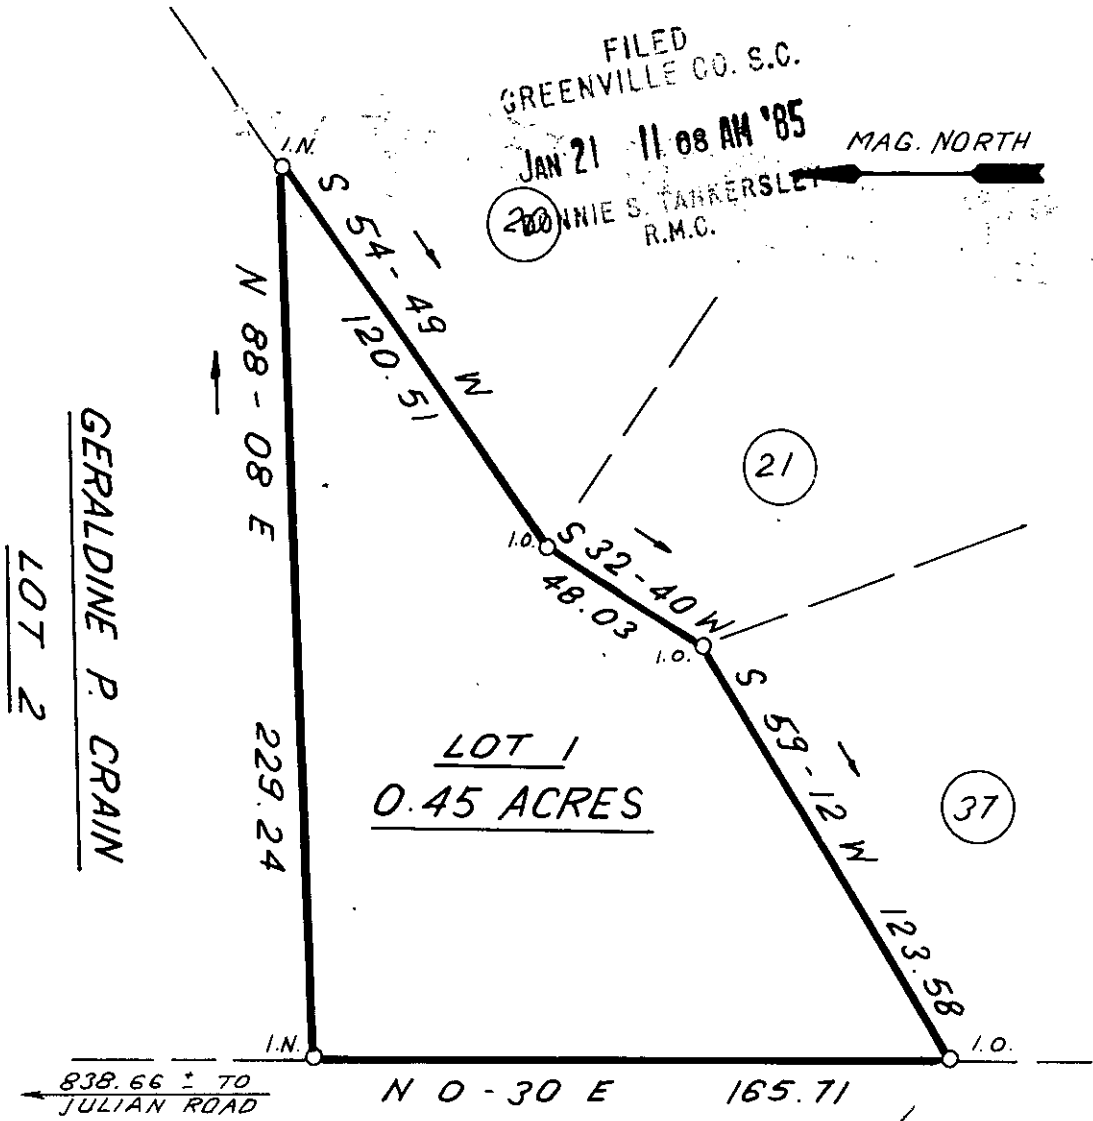 FILED
GREENVILLE CO. S.C.
JAN 21 11 08 AM '85
DONNIE S. TANKERSLEY
R.M.C.
MAG. NORTH
20
I.N.
S 54-49 W
120.51
N 88-08 E
229.24
GERALDINE P. CRAIN
LOT 2
21
I.O.
S 32-40 W
48.03
I.O.
S 59-12 W
123.58
37
LOT 1
0.45 ACRES
I.N.
I.O.
838.66 ± TO
JULIAN ROAD
N 0-30 E 165.71